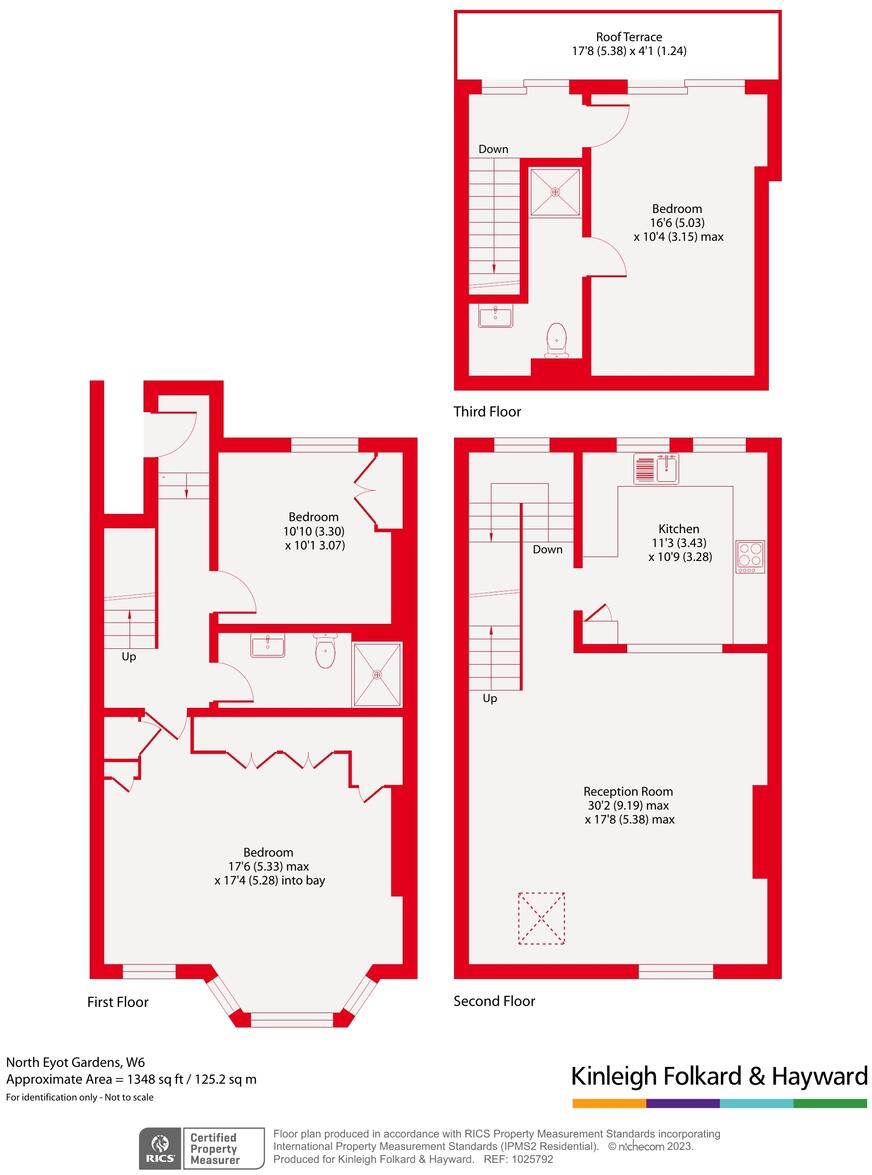 Roof Terrace
17'8 (5.38) x 4'1 (1.24)
Down
Bedroom
16'6 (5.03)
x 10'4 (3.15) max
Third Floor
Bedroom
10'10 (3.30)
x 10'1 3.07)
Up
Bedroom
17'6 (5.33) max
x 17'4 (5.28) into bay
First Floor
Kitchen
11'3 (3.43)
x 10'9 (3.28)
Down
Up
Reception Room
30'2 (9.19) max
x 17'8 (5.38) max
Second Floor
North Eyot Gardens, W6
Approximate Area = 1348 sq ft / 125.2 sq m
For identification only - Not to scale
Kinleigh Folkard & Hayward
RICS
Certified
Property
Measurer
Floor plan produced in accordance with RICS Property Measurement Standards incorporating
International Property Measurement Standards (IPMS2 Residential). © nichecom 2023.
Produced for Kinleigh Folkard & Hayward. REF: 1025792